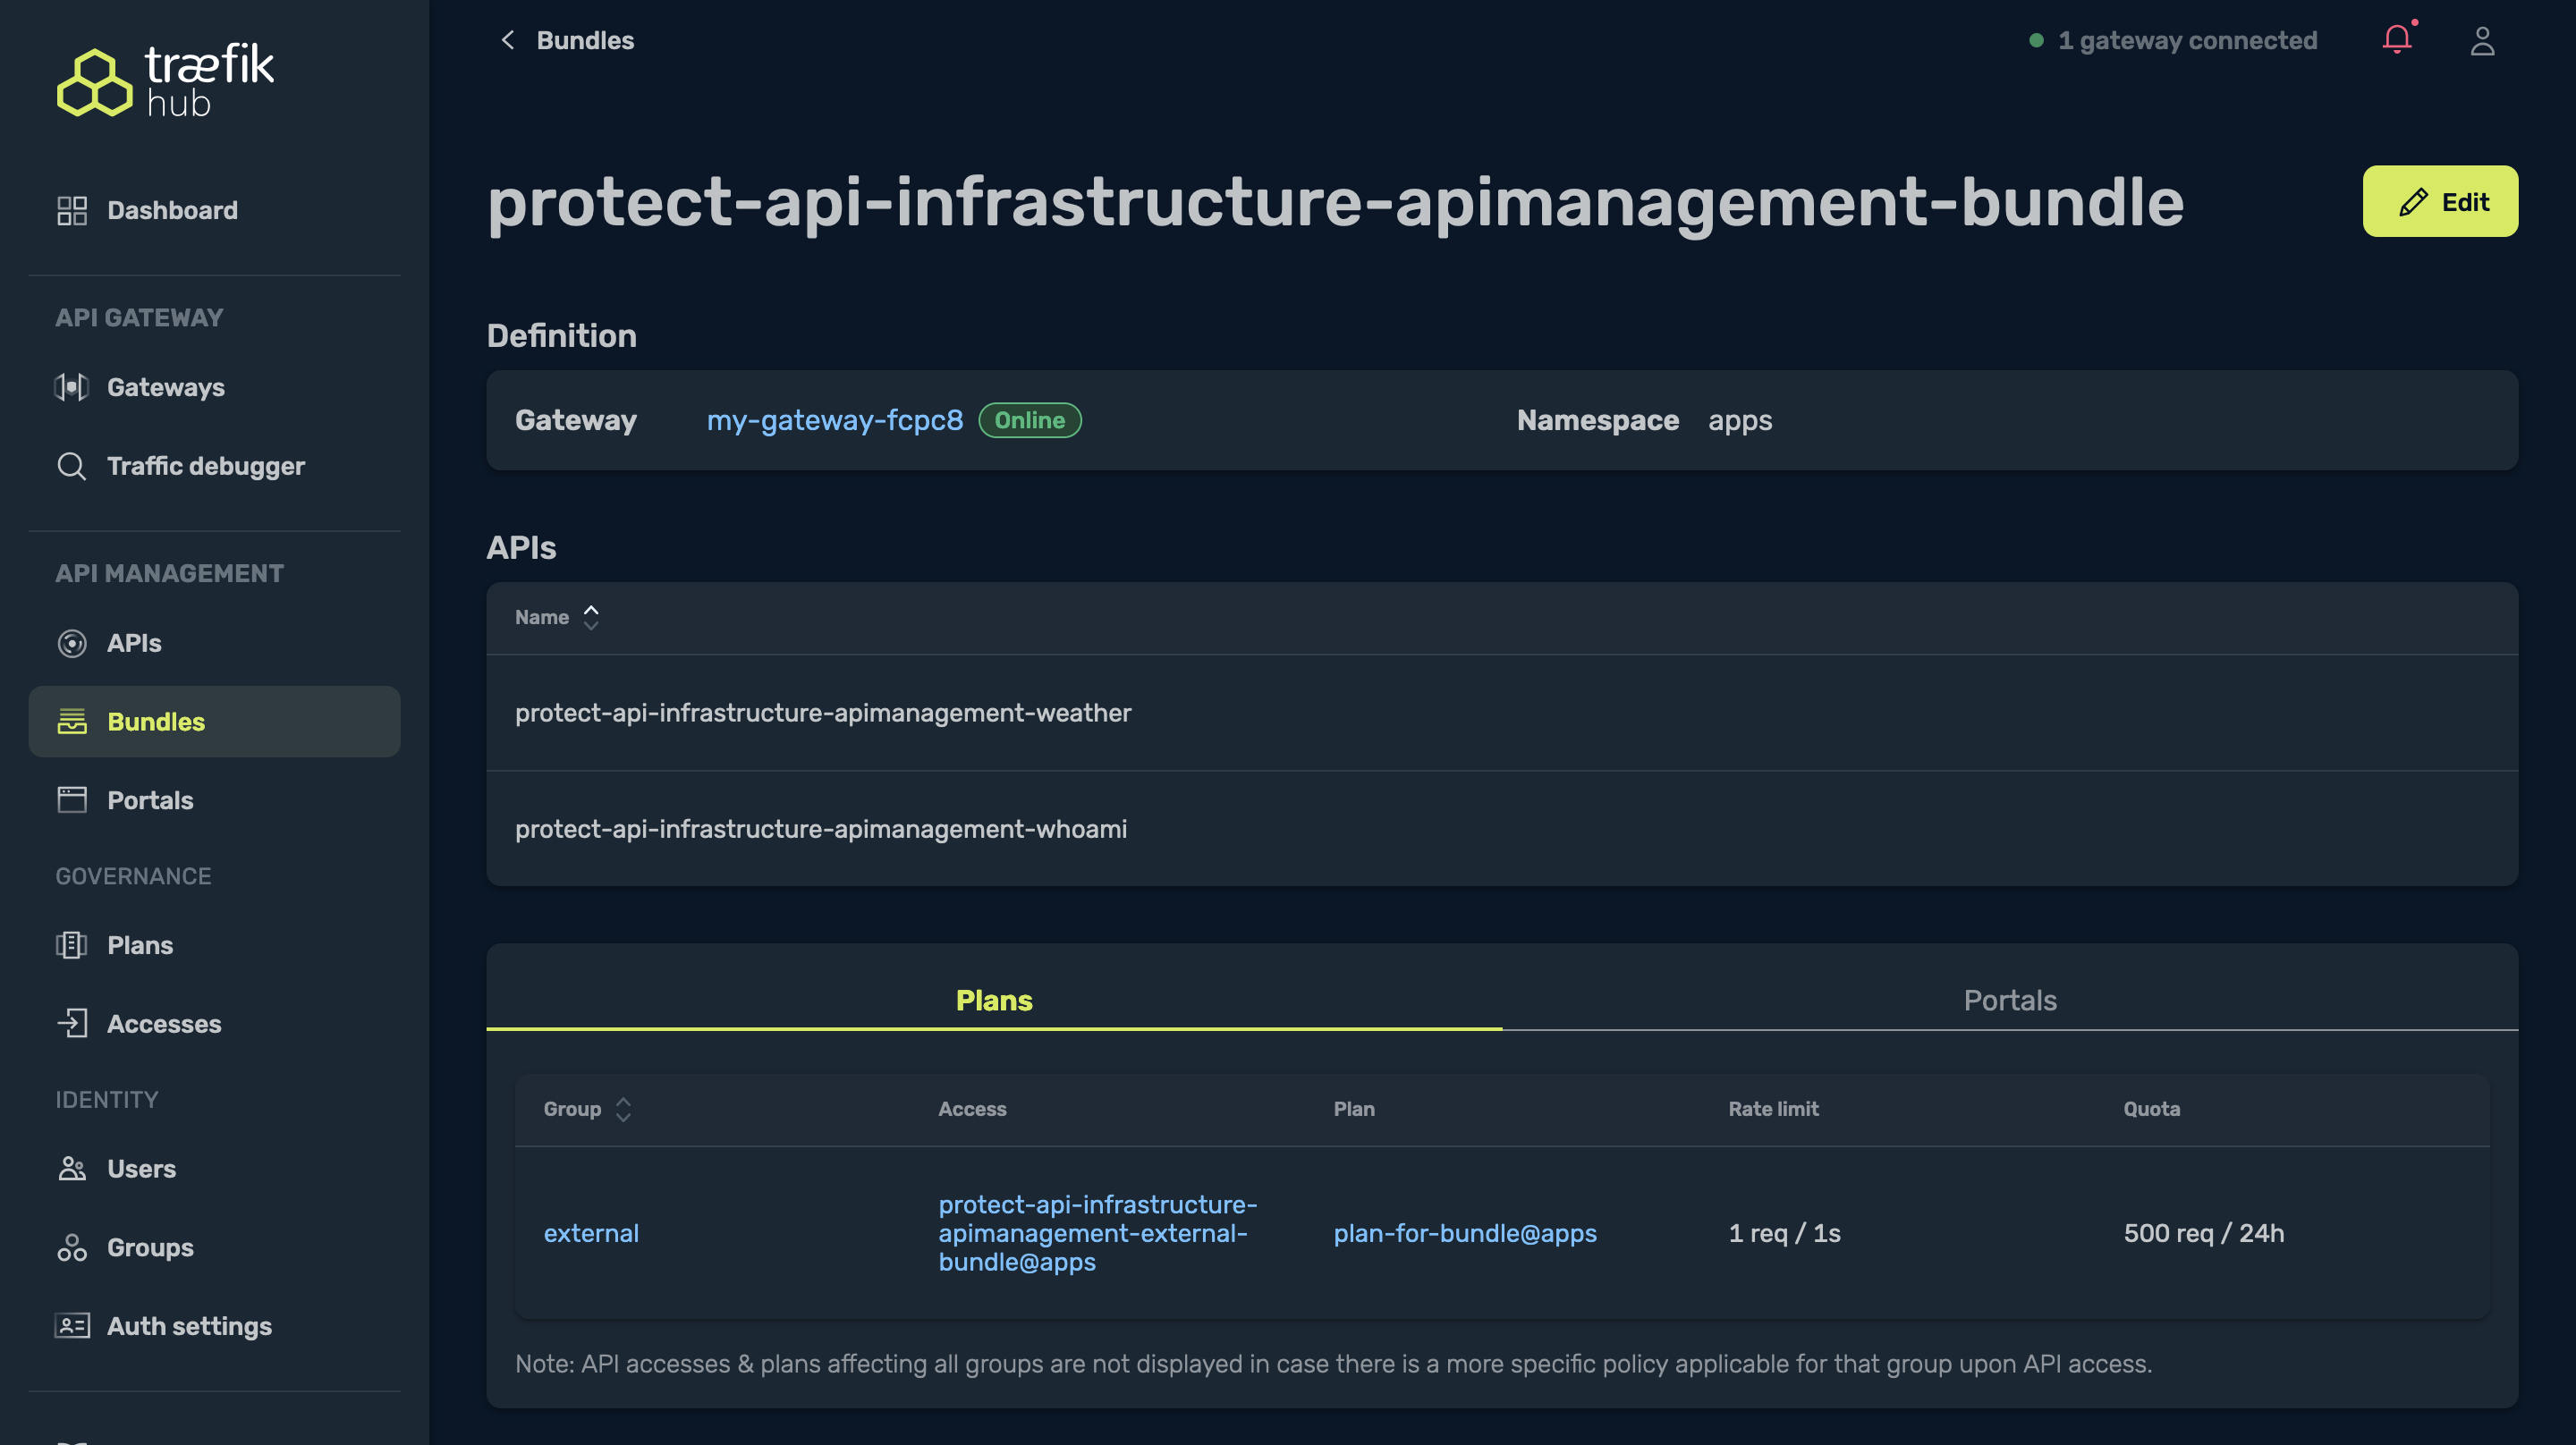 træfik
hub
Dashboard
API GATEWAY
Gateways
Traffic debugger
API MANAGEMENT
APIs
Bundles
Portals
GOVERNANCE
Plans
Accesses
IDENTITY
Users
Groups
Auth settings
Bundles
1 gateway connected
protect-api-infrastructure-apimanagement-bundle
Edit
Definition
Gateway my-gateway-fcpc8 Online Namespace apps
APIs
Name
protect-api-infrastructure-apimanagement-weather
protect-api-infrastructure-apimanagement-whoami
Plans Portals
Group Access Plan Rate limit Quota
external
protect-api-infrastructure-
apimanagement-external-
bundle@apps
plan-for-bundle@apps
1 req / 1s
500 req / 24h
Note: API accesses & plans affecting all groups are not displayed in case there is a more specific policy applicable for that group upon API access.